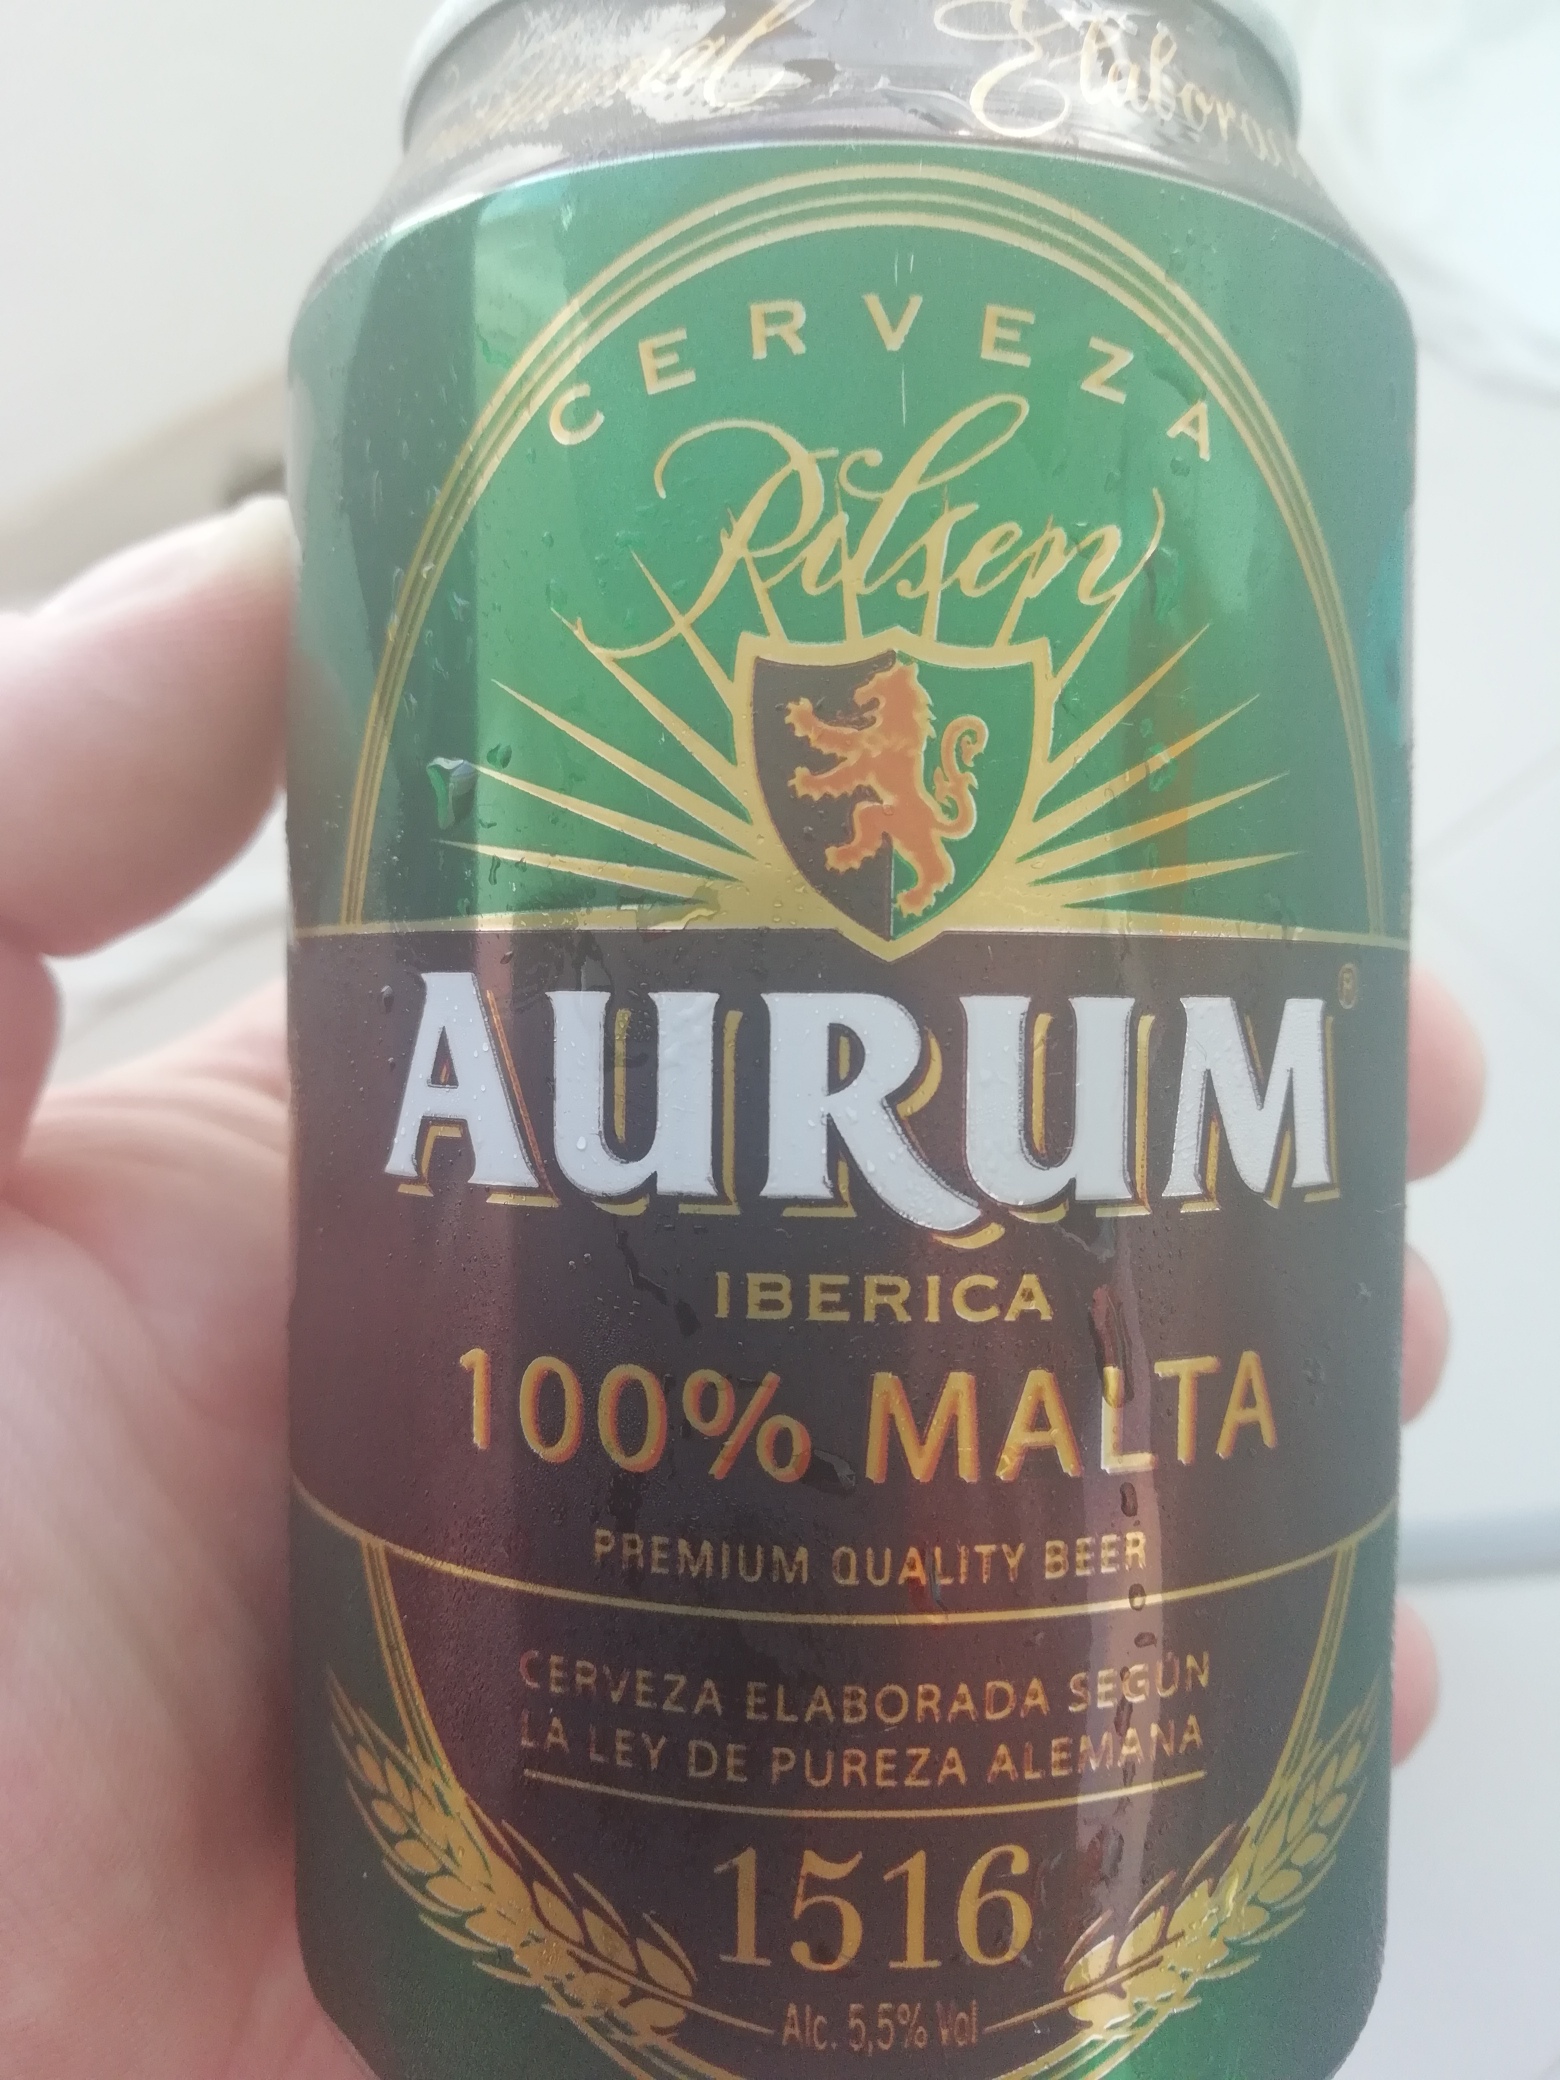 Elabora
CERVEZA
Pilsen
AURUM®
IBERICA
100% MALTA
PREMIUM QUALITY BEER
CERVEZA ELABORADA SEGÚN
LA LEY DE PUREZA ALEMANA
1516
Alc. 5,5% Vol